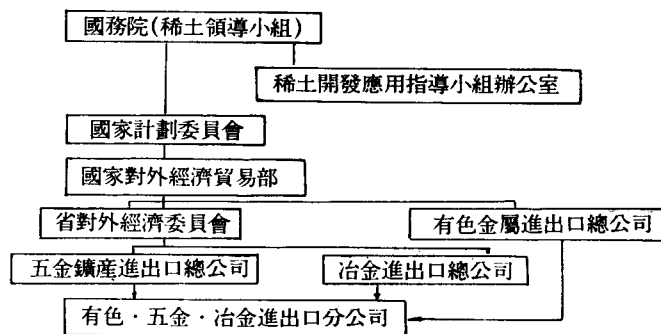 國務院(稀土領導小組)
稀土開發應用指導小組辦公室
國家計劃委員會
國家對外經濟貿易部
省對外經濟委員會
有色金屬進出口總公司
五金鑛産進出口總公司
冶金進出口總公司
有色·五金·冶金進出口分公司